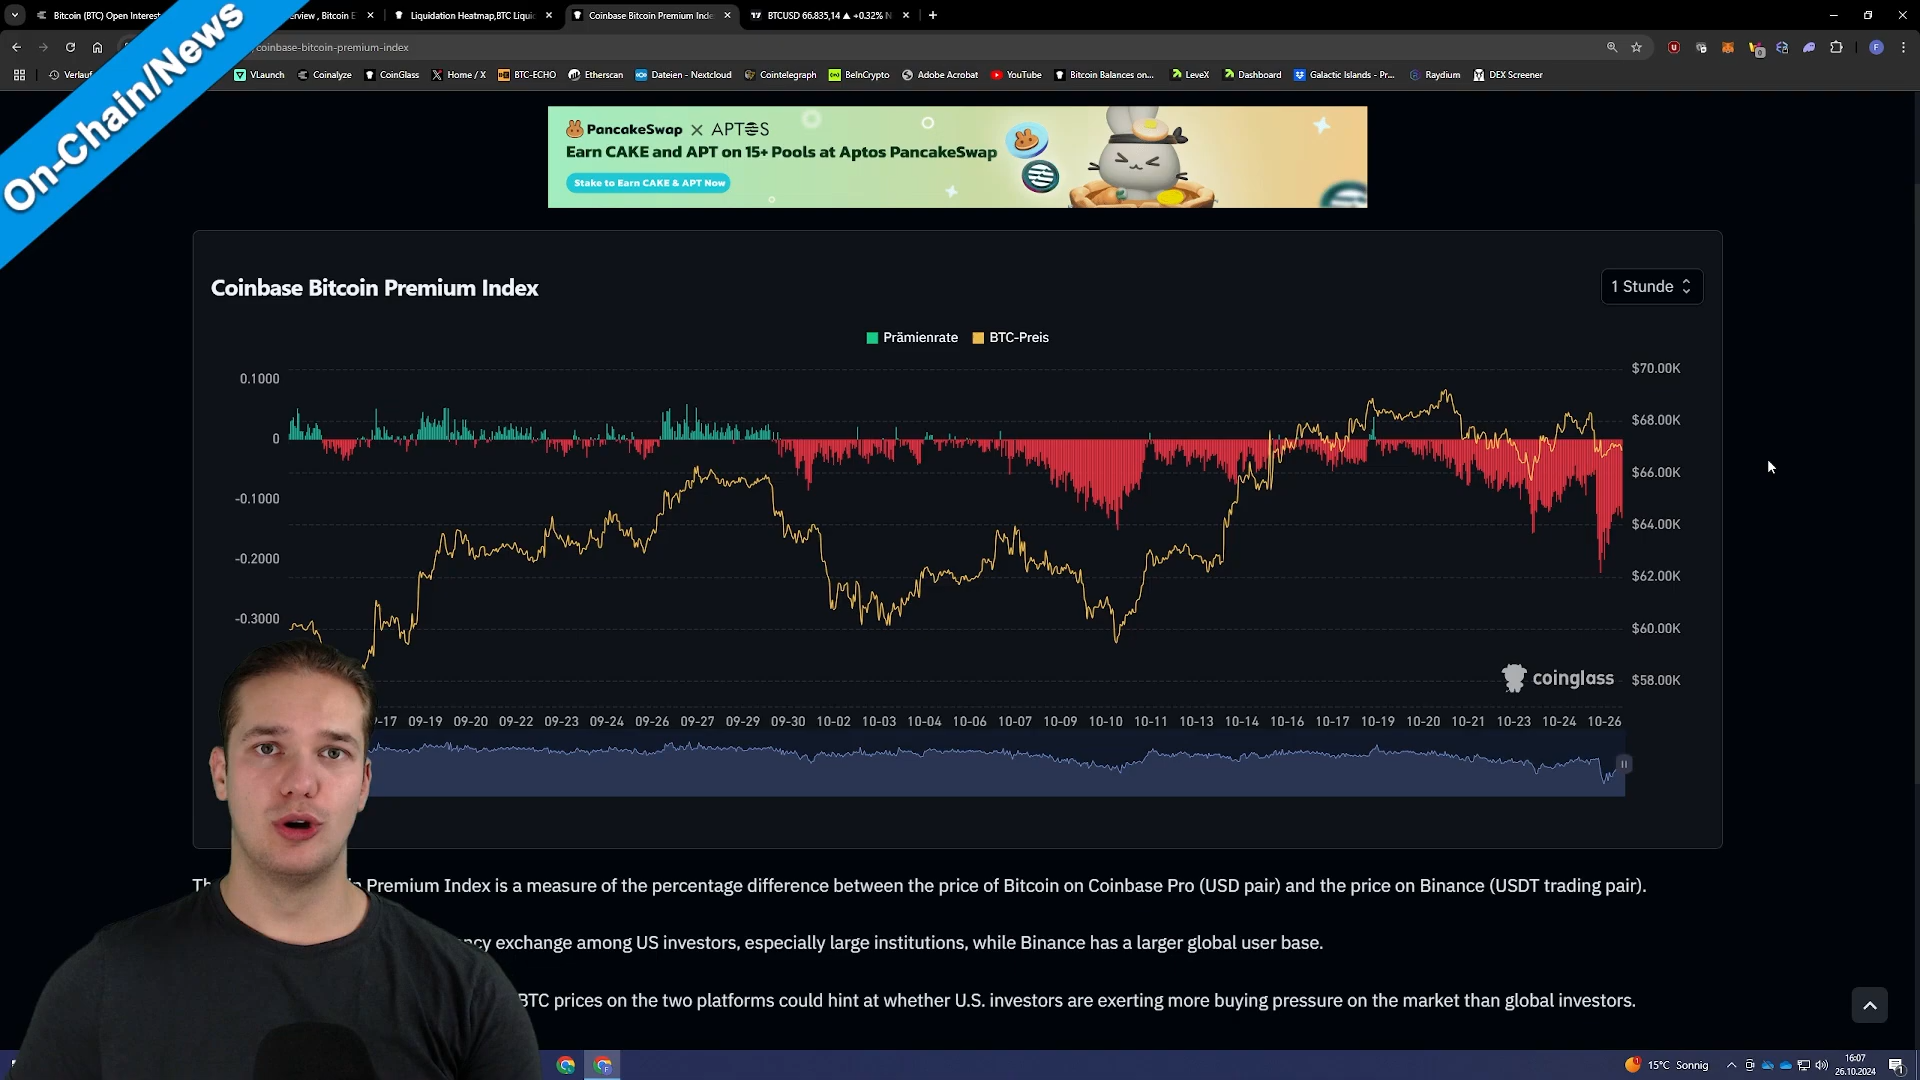 On-Chain/News
Bitcoin (BTC) Open Interest
erview , Bitcoin E
Liquidation Heatmap,BTC Liqui
Coinbase Bitcoin Premium Inde
BTCUSD 66.835,14 ▲ +0.32% N
coinbase-bitcoin-premium-index
Verlauf
VLaunch
Coinalyze
CoinGlass
Home / X
BTC-ECHO
Etherscan
Dateien - Nextcloud
Cointelegraph
BeInCrypto
Adobe Acrobat
YouTube
Bitcoin Balances on...
LeveX
Dashboard
Galactic Islands - Pr...
Raydium
DEX Screener
PancakeSwap X APTOS
Earn CAKE and APT on 15+ Pools at Aptos PancakeSwap
Stake to Earn CAKE & APT Now
Coinbase Bitcoin Premium Index
1 Stunde
Prämienrate BTC-Preis
0.1000
0
-0.1000
-0.2000
-0.3000
$70.00K
$68.00K
$66.00K
$64.00K
$62.00K
$60.00K
$58.00K
coinglass
-17 09-19 09-20 09-22 09-23 09-24 09-26 09-27 09-29 09-30 10-02 10-03 10-04 10-06 10-07 10-09 10-10 10-11 10-13 10-14 10-16 10-17 10-19 10-20 10-21 10-23 10-24 10-26
Th n Premium Index is a measure of the percentage difference between the price of Bitcoin on Coinbase Pro (USD pair) and the price on Binance (USDT trading pair).
ncy exchange among US investors, especially large institutions, while Binance has a larger global user base.
BTC prices on the two platforms could hint at whether U.S. investors are exerting more buying pressure on the market than global investors.
15°C Sonnig
16:07
26.10.2024